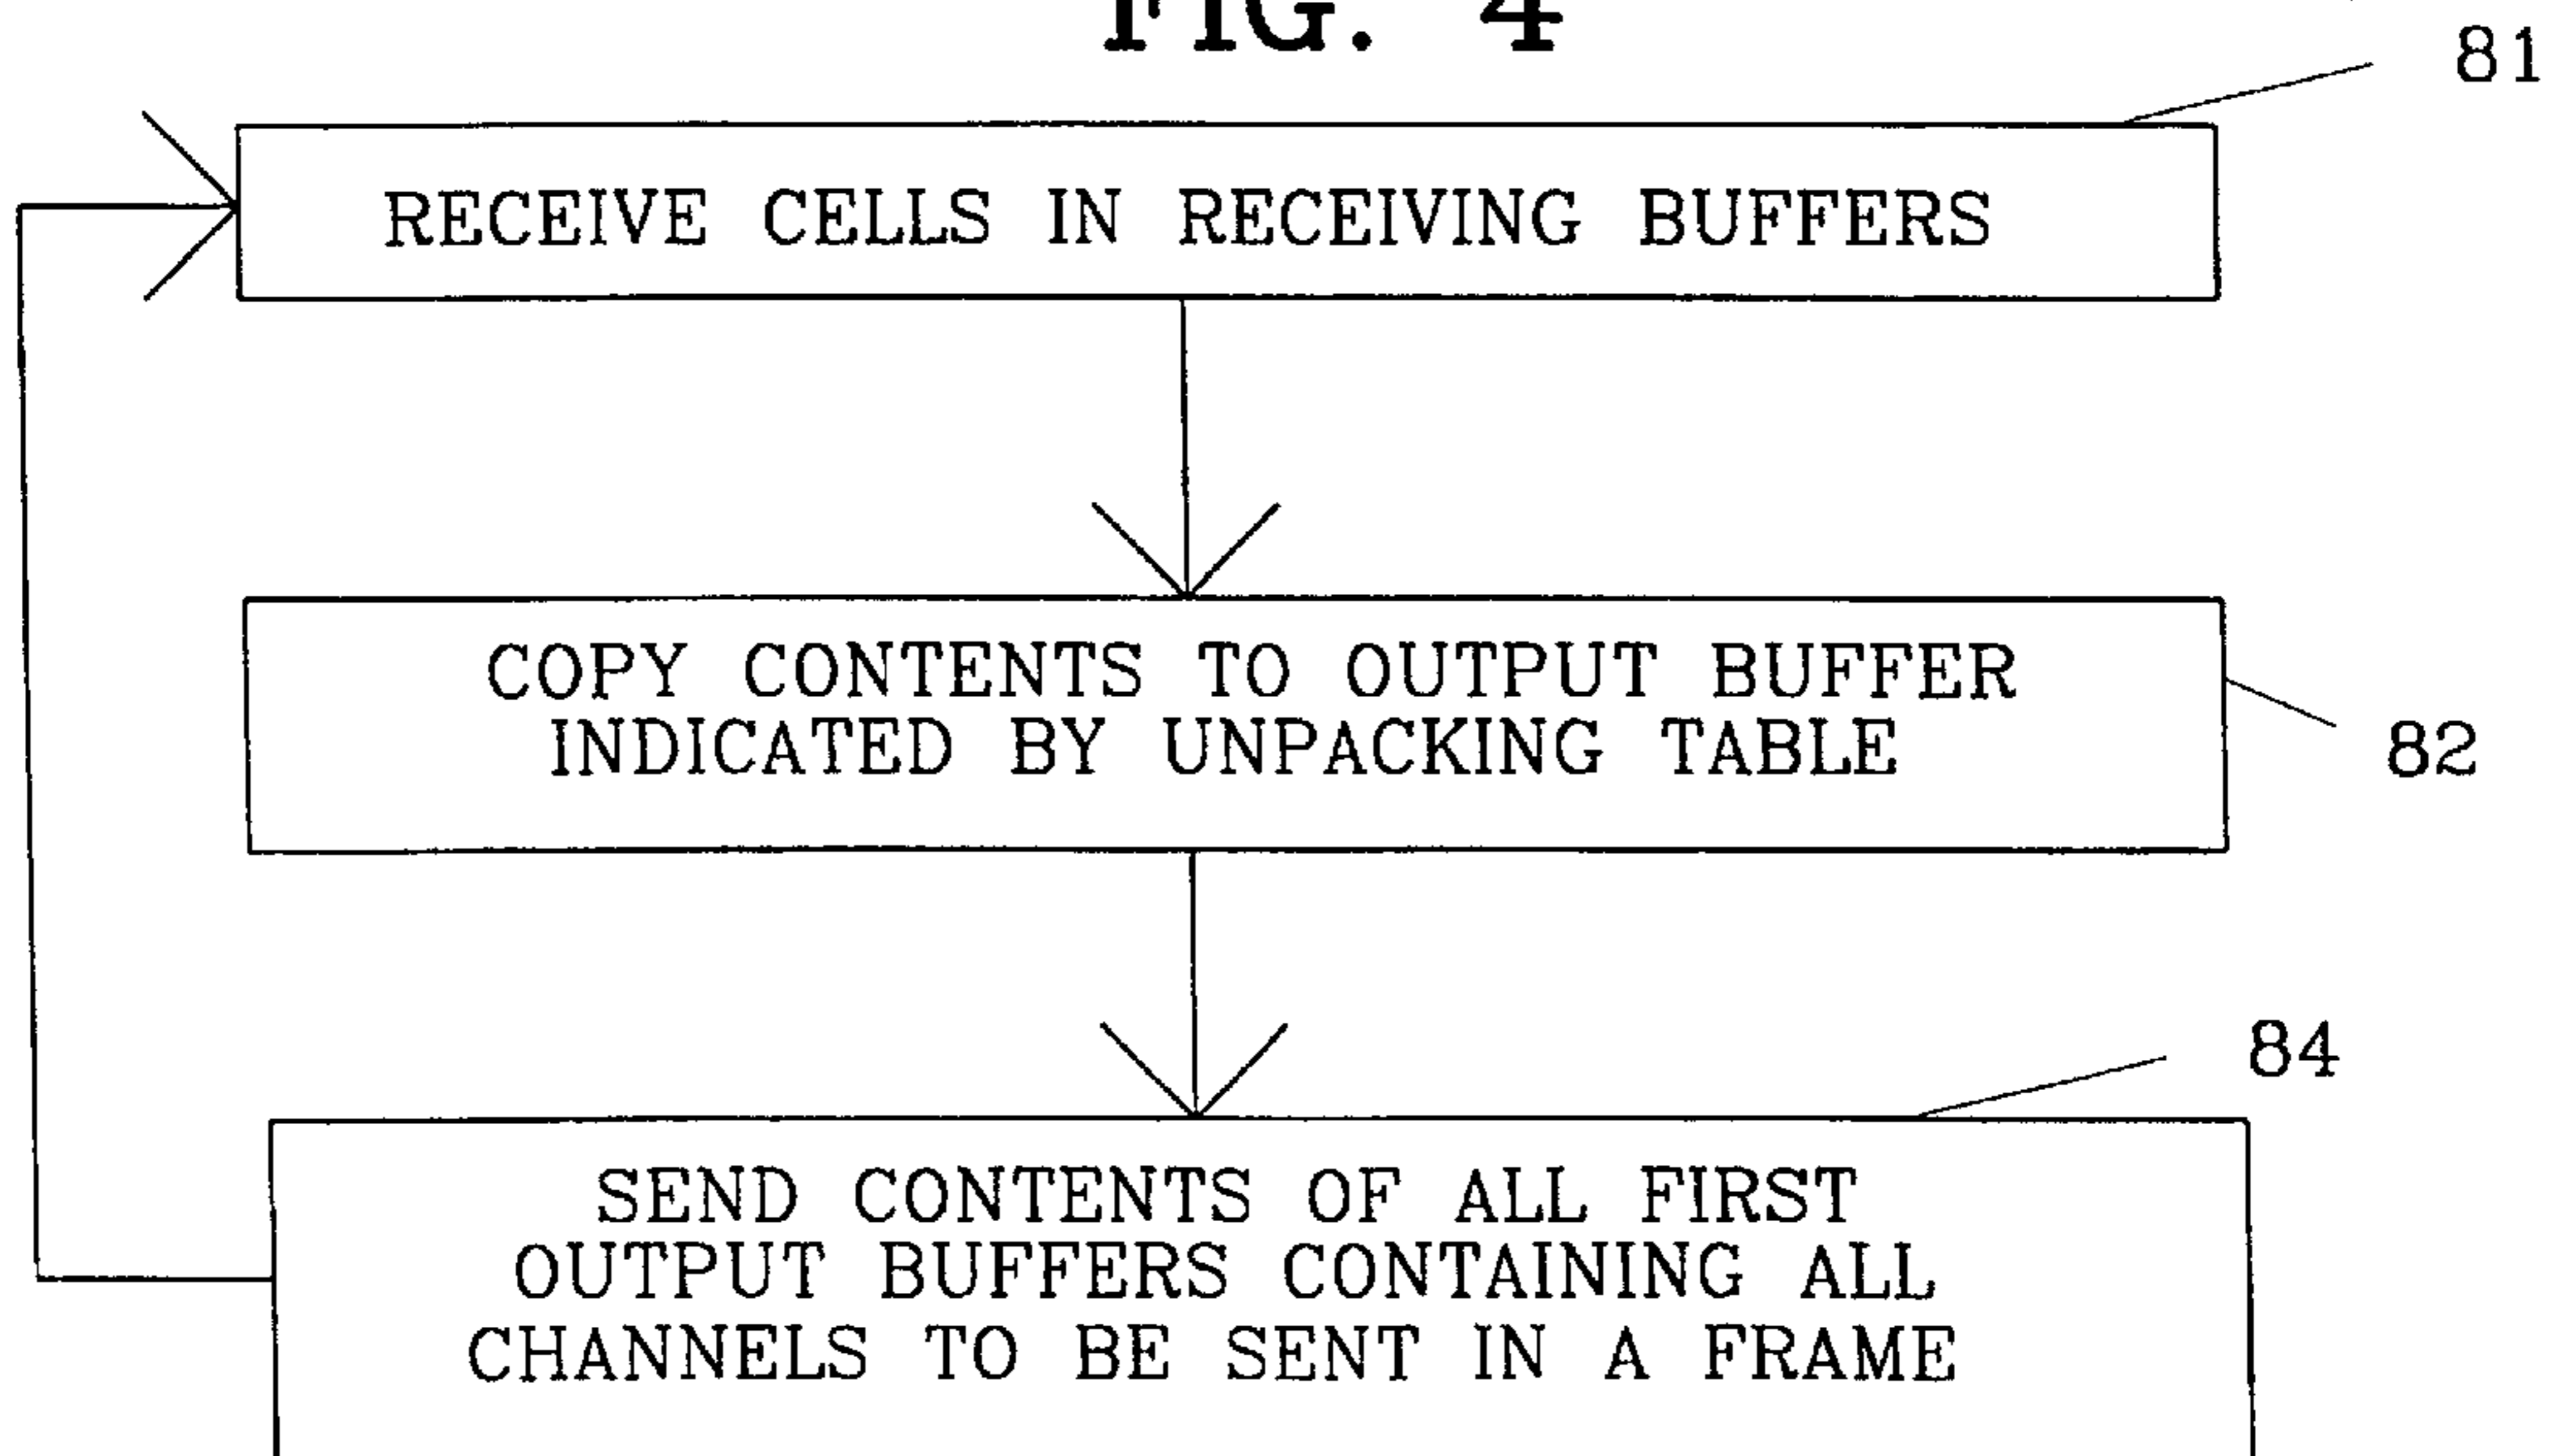 FIG. 4
81
RECEIVE CELLS IN RECEIVING BUFFERS
COPY CONTENTS TO OUTPUT BUFFER
INDICATED BY UNPACKING TABLE
82
84
SEND CONTENTS OF ALL FIRST
OUTPUT BUFFERS CONTAINING ALL
CHANNELS TO BE SENT IN A FRAME